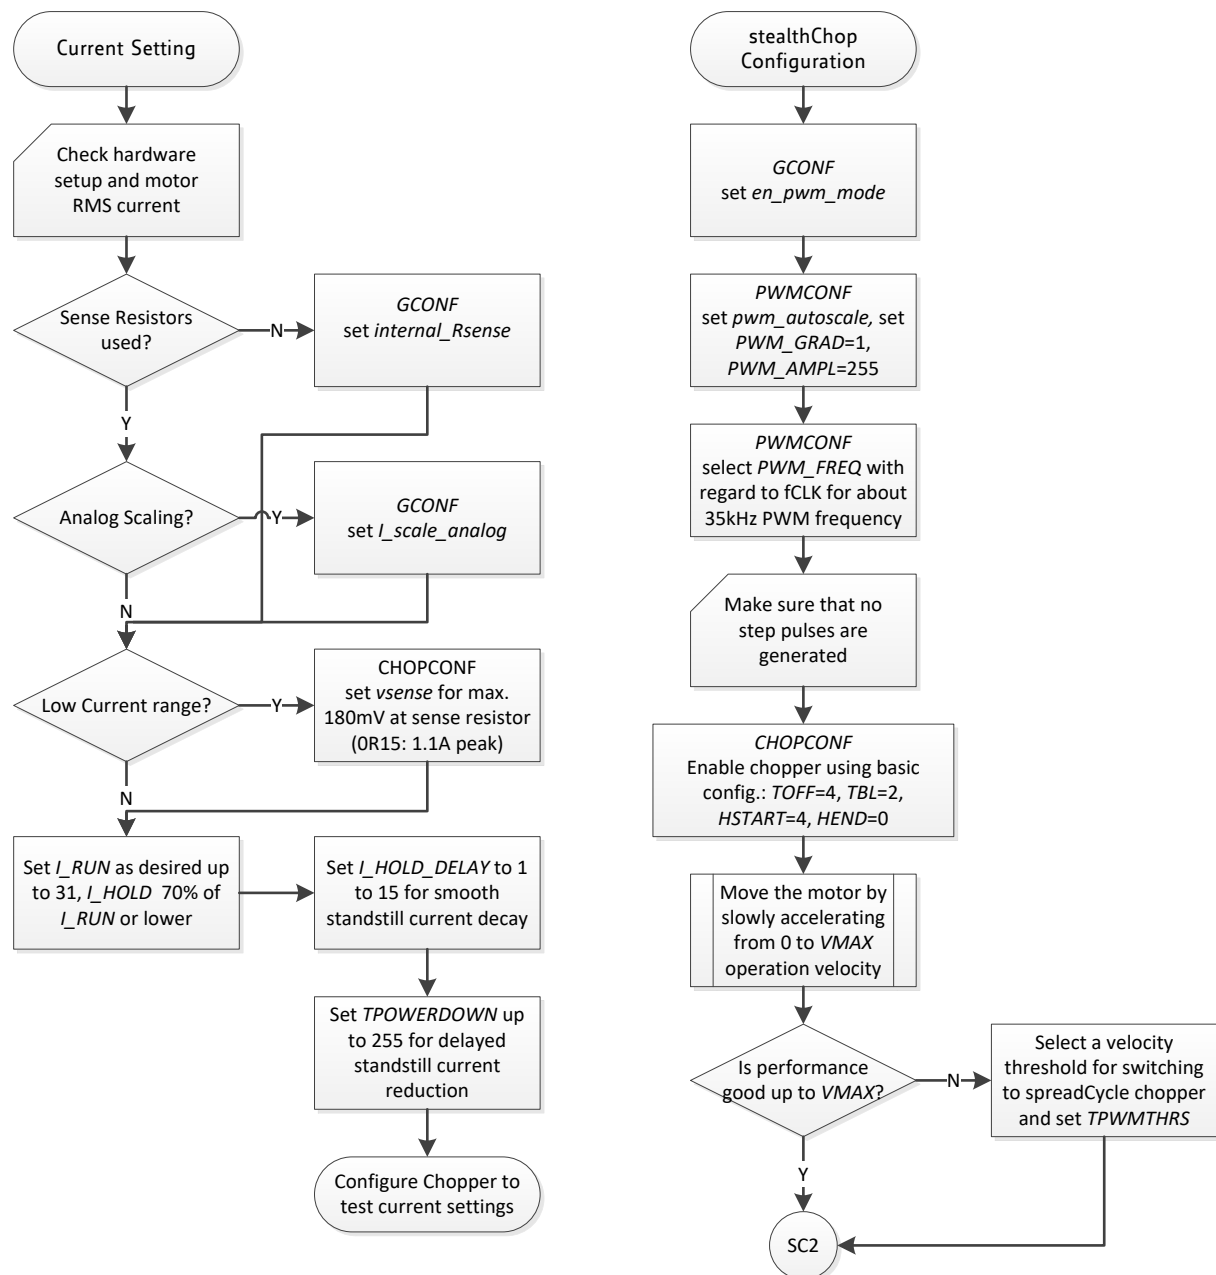 Current Setting
Check hardware
setup and motor
RMS current
Sense Resistors
used?
N
GCONF
set internal_Rsense
Y
Analog Scaling?
Y
GCONF
set I_scale_analog
N
Low Current range?
Y
CHOPCONF
set vsense for max.
180mV at sense resistor
(0R15: 1.1A peak)
N
Set I_RUN as desired up
to 31, I_HOLD 70% of
I_RUN or lower
Set I_HOLD_DELAY to 1
to 15 for smooth
standstill current decay
Set TPOWERDOWN up
to 255 for delayed
standstill current
reduction
Configure Chopper to
test current settings
stealthChop
Configuration
GCONF
set en_pwm_mode
PWMCONF
set pwm_autoscale, set
PWM_GRAD=1,
PWM_AMPL=255
PWMCONF
select PWM_FREQ with
regard to fCLK for about
35kHz PWM frequency
Make sure that no
step pulses are
generated
CHOPCONF
Enable chopper using basic
config.: TOFF=4, TBL=2,
HSTART=4, HEND=0
Move the motor by
slowly accelerating
from 0 to VMAX
operation velocity
Is performance
good up to VMAX?
N
Select a velocity
threshold for switching
to spreadCycle chopper
and set TPWMTHRS
Y
SC2